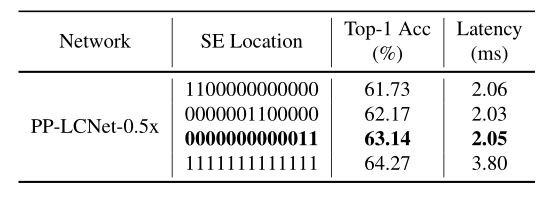 Network SE Location Top-1 Acc (%) Latency (ms)
PP-LCNet-0.5x
1100000000000 61.73 2.06
0000001100000 62.17 2.03
0000000000011 63.14 2.05
1111111111111 64.27 3.80